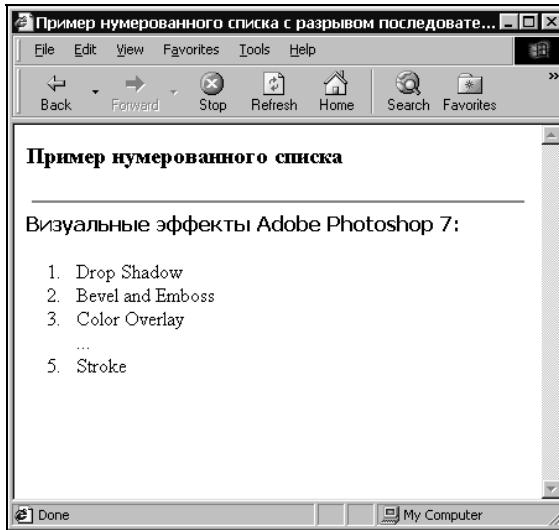 Пример нумерованного списка с разрывом последовате...
File Edit View Favorites Tools Help
Back Forward Stop Refresh Home Search Favorites »
Пример нумерованного списка
Визуальные эффекты Adobe Photoshop 7:
1. Drop Shadow
2. Bevel and Emboss
3. Color Overlay
...
5. Stroke
Done My Computer